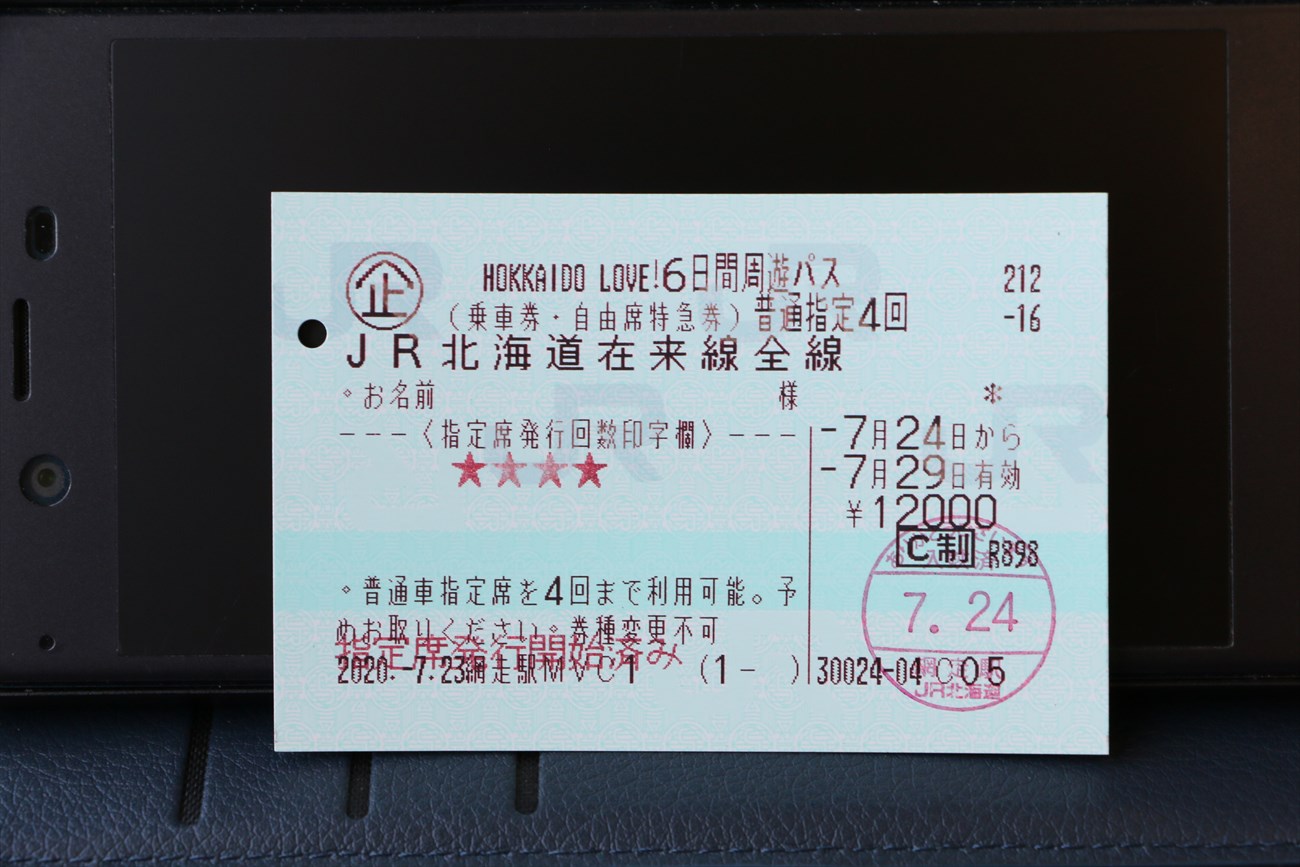 企 HOKKAIDO LOVE!6日間周遊パス 212
(乗車券・自由席特急券)普通指定4回 -16
JR北海道在来線全線
。お名前 様 *
---〈指定席発行回数印字欄〉---
-7月24日から
★★★★
-7月29日有効
¥12000
C制 R898
。普通車指定席を4回まで利用可能。予
めお取りください。券種変更不可
指定席発行開始済み
2020.-7.23網走駅MVC1 (1- )30024-04 C05
7.24
網走駅
JR北海道